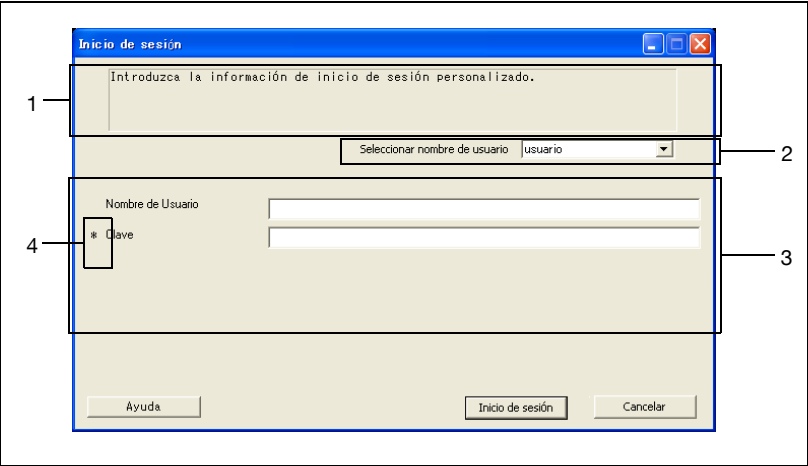 Inicio de sesión
Introduzca la información de inicio de sesión personalizado.
1
Seleccionar nombre de usuario usuario
2
Nombre de Usuario
* Clave
4
3
Ayuda Inicio de sesión Cancelar